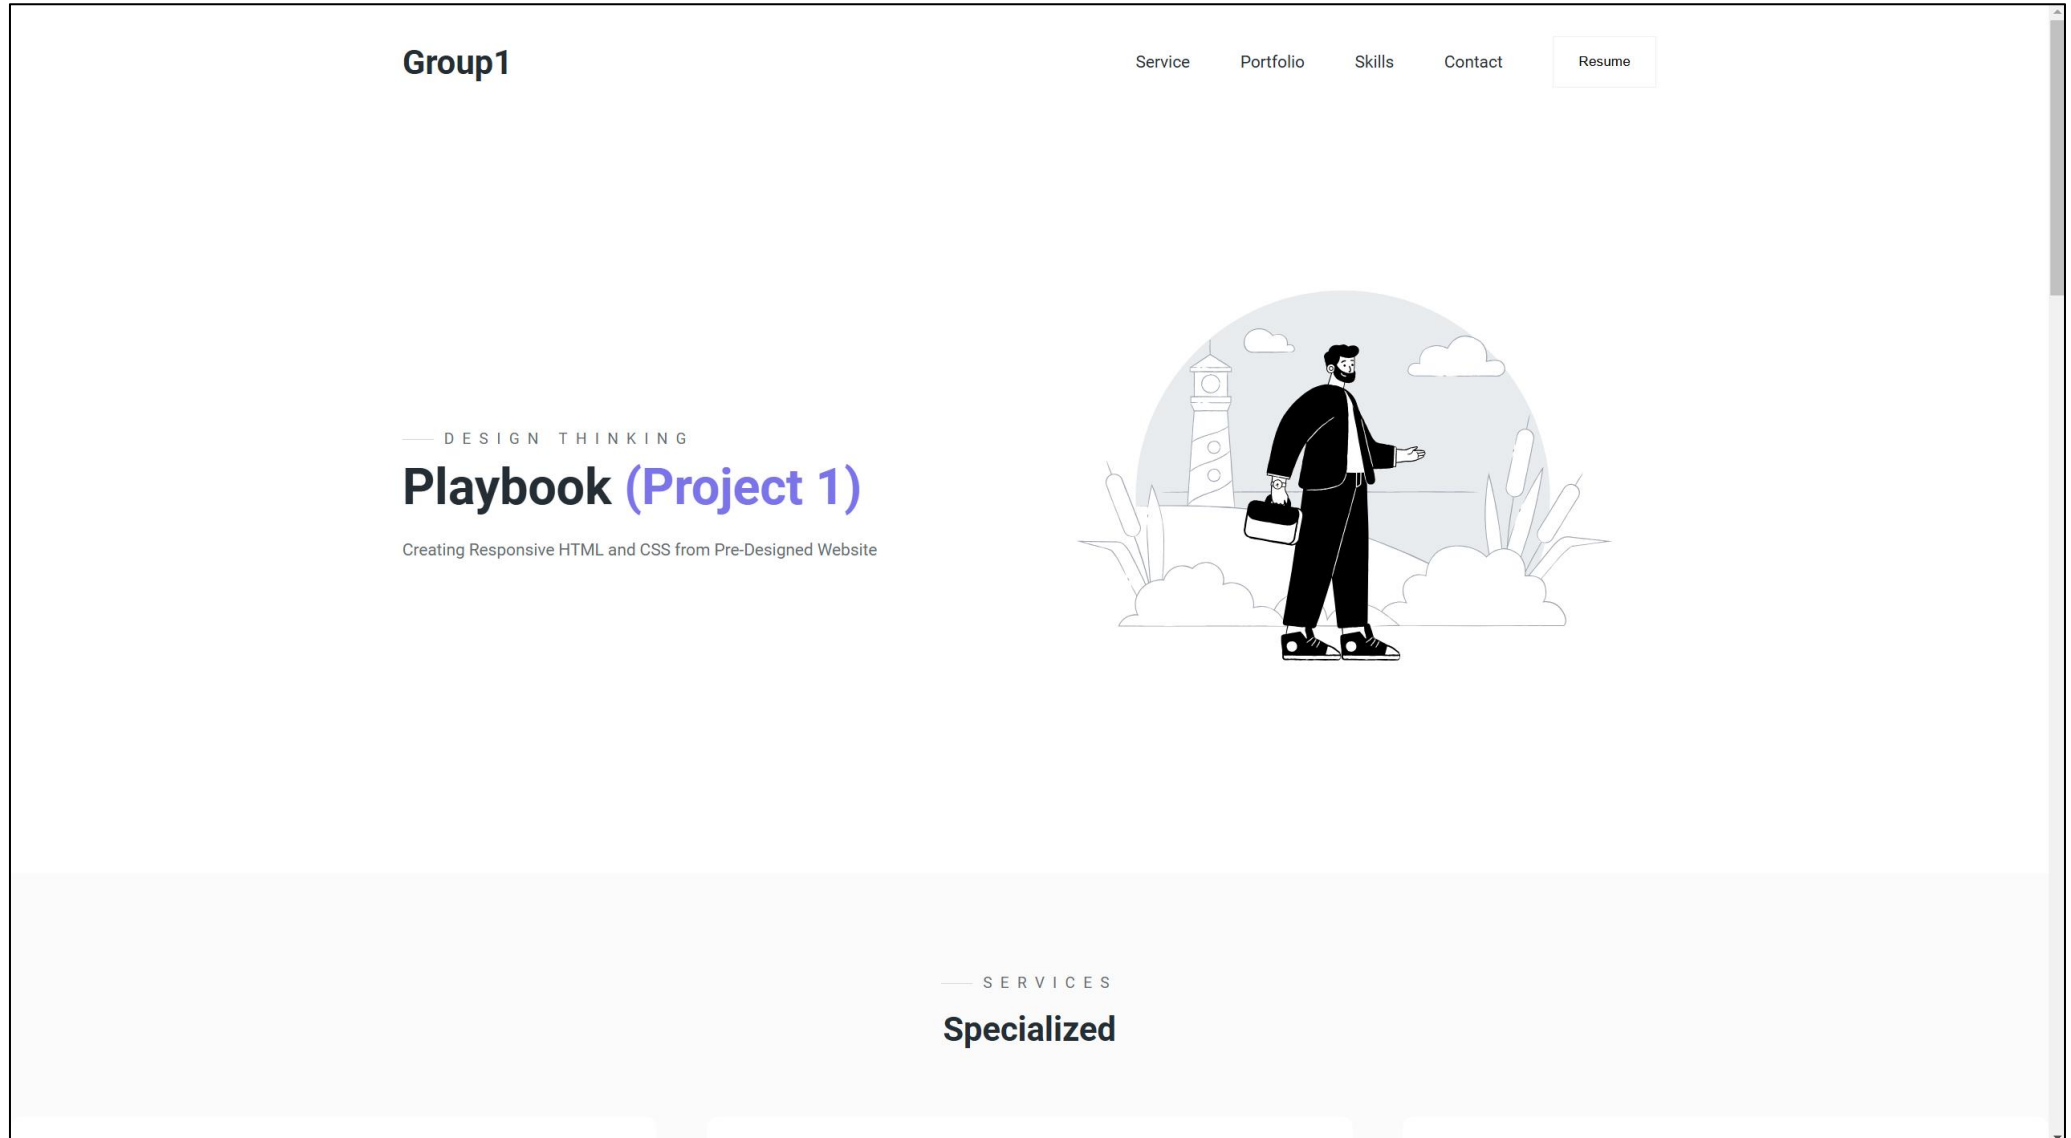 Group1
Service Portfolio Skills Contact Resume
DESIGN THINKING
Playbook (Project 1)
Creating Responsive HTML and CSS from Pre-Designed Website
SERVICES
Specialized